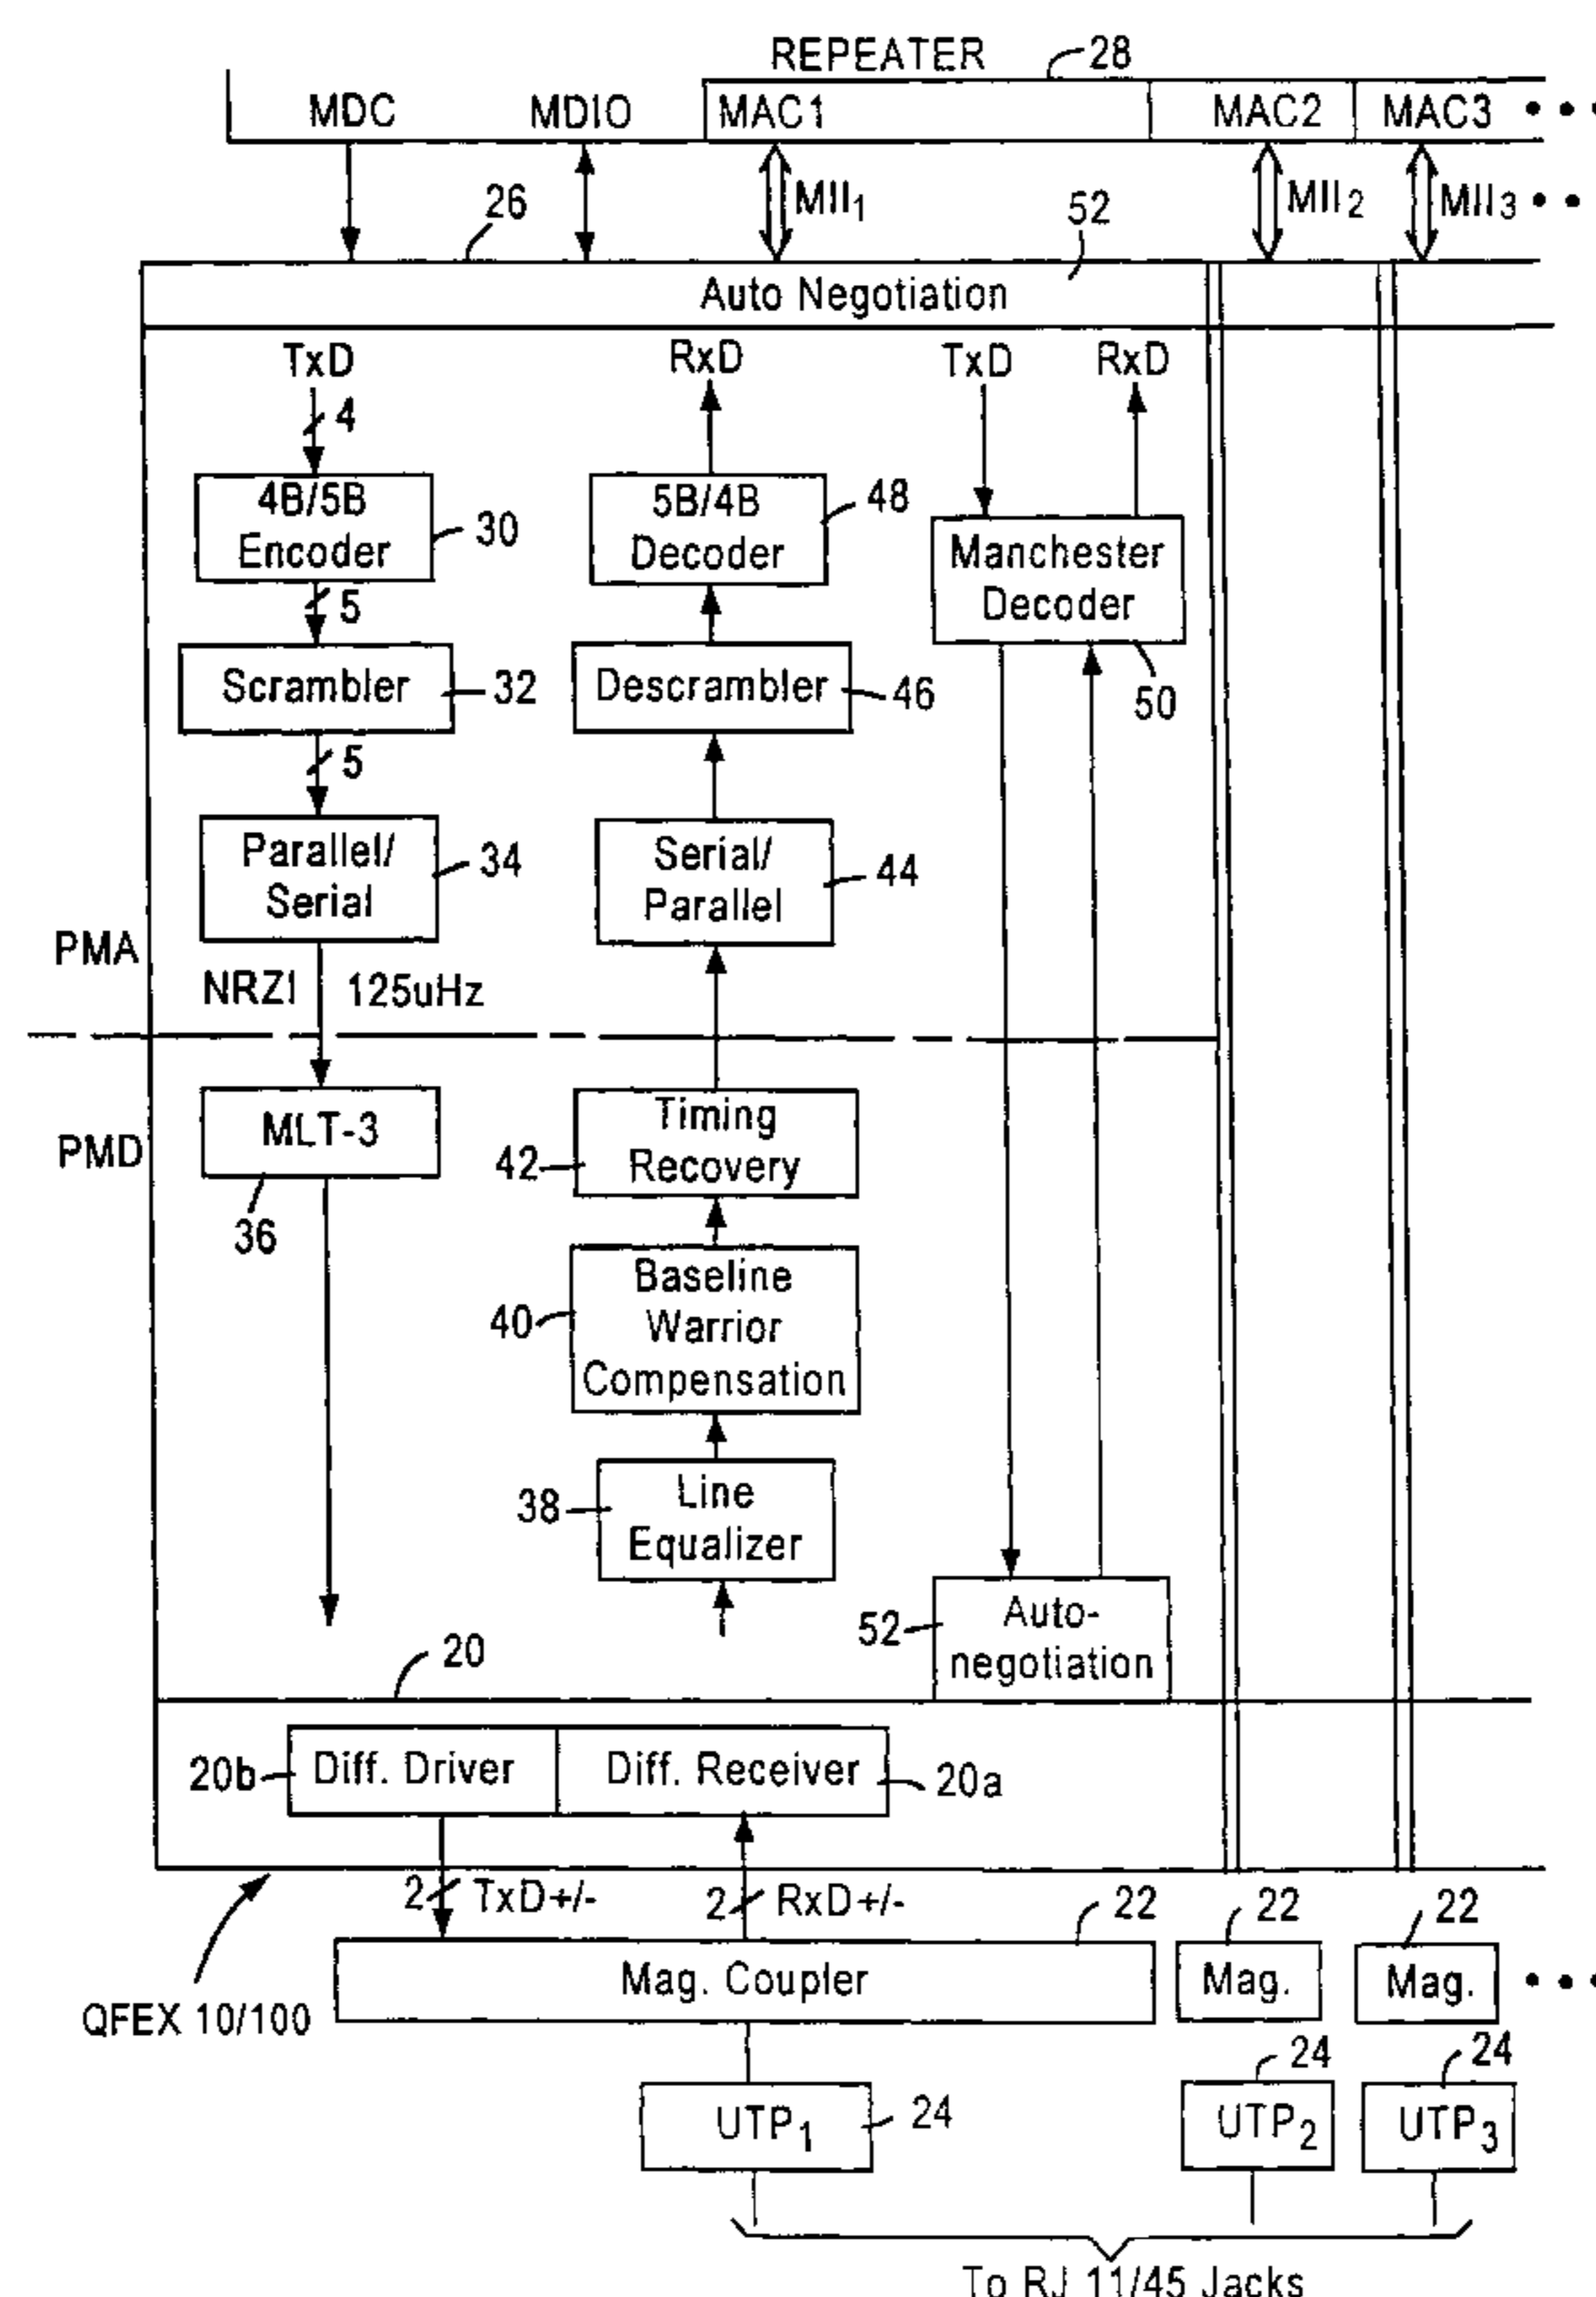 REPEATER 28
MDC MDIO MAC1 MAC2 MAC3 • • •
26 MII1 52 MII2 MII3 • •
Auto Negotiation
TxD RxD TxD RxD
4
4B/5B
Encoder
30
5B/4B
Decoder
48
Manchester
Decoder
50
5
Scrambler
32
Descrambler
46
5
Parallel/
Serial
34
Serial/
Parallel
44
PMA
NRZI 125uHz
PMD
MLT-3
36
Timing
Recovery
42
Baseline
Warrior
Compensation
40
Line
Equalizer
38
Auto-
negotiation
52
20
20b Diff. Driver Diff. Receiver 20a
2 TxD+/- 2 RxD+/- 22 22 22
Mag. Coupler Mag. Mag. • • •
QFEX 10/100
24 24
UTP1 24 UTP2 UTP3
To RJ 11/45 Jacks